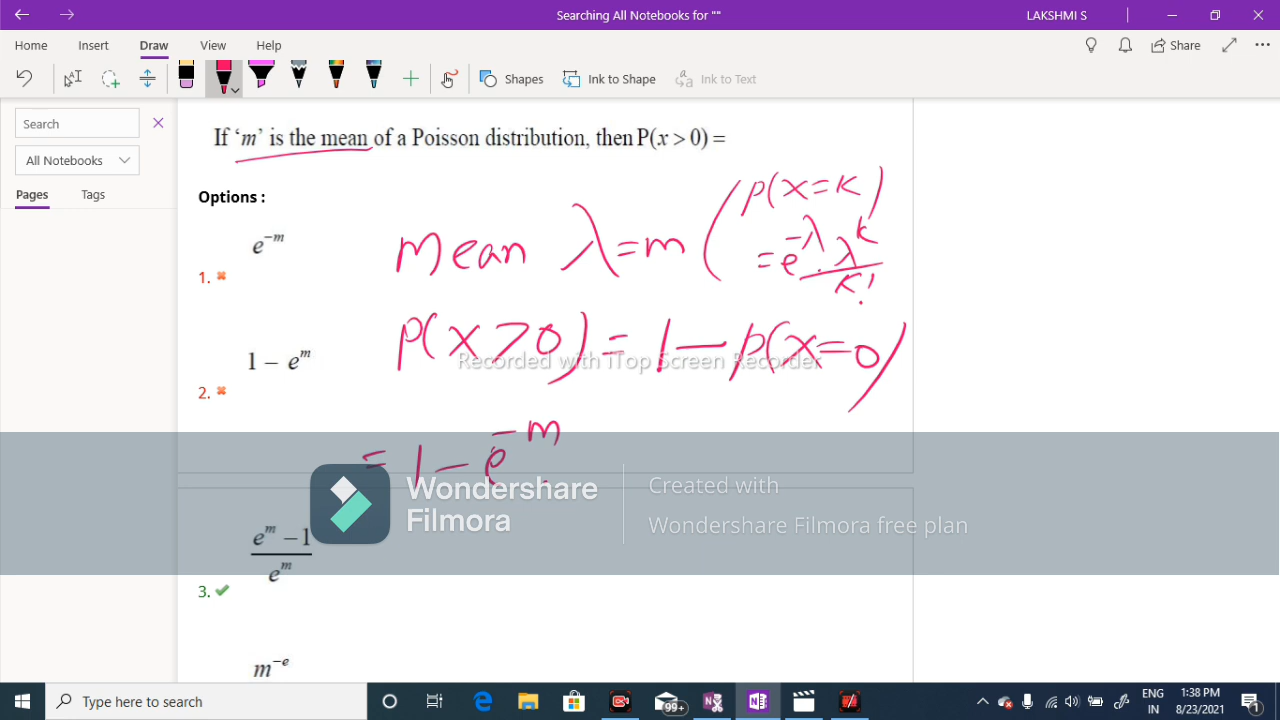 Searching All Notebooks for ""
LAKSHMI S
Home Insert Draw View Help
Share
Shapes
Ink to Shape
Ink to Text
Search
All Notebooks
Pages Tags
If ‘m’ is the mean of a Poisson distribution, then P(x > 0) =
Options :
e^{-m}
1.
1 − e^{m}
2.
mean λ = m
p(x=k)
= e^{-λ} . λ^{k} / k!
p(x>0) = 1 − p(x=0)
Recorded with iTop Screen Recorder
= 1 − e^{-m}
Wondershare
Filmora
Created with
Wondershare Filmora free plan
e^{m} − 1 / e^{m}
3.
m^{-e}
Type here to search
99+
ENG
IN
1:38 PM
8/23/2021
1